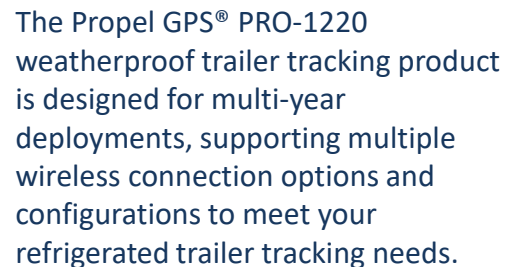 The Propel GPS® PRO-1220
weatherproof trailer tracking product
is designed for multi-year
deployments, supporting multiple
wireless connection options and
configurations to meet your
refrigerated trailer tracking needs.